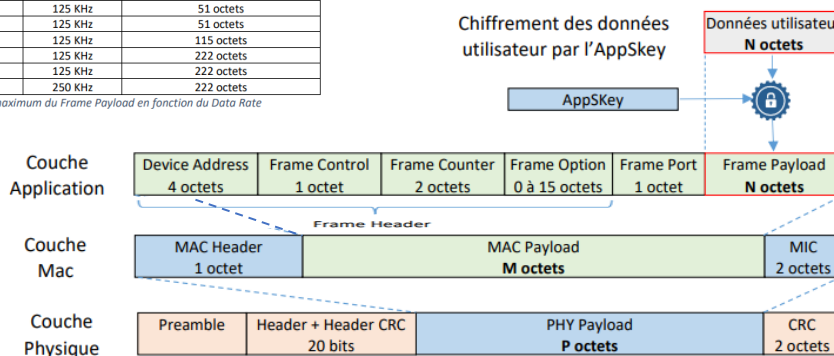 125 KHz 51 octets
125 KHz 51 octets
125 KHz 115 octets
125 KHz 222 octets
125 KHz 222 octets
250 KHz 222 octets
maximum du Frame Payload en fonction du Data Rate
Chiffrement des données
utilisateur par l'AppSkey
Données utilisateur
N octets
AppSKey
Couche
Application
Device Address
4 octets
Frame Control
1 octet
Frame Counter
2 octets
Frame Option
0 à 15 octets
Frame Port
1 octet
Frame Payload
N octets
Frame Header
Couche
Mac
MAC Header
1 octet
MAC Payload
M octets
MIC
2 octets
Couche
Physique
Preamble
Header + Header CRC
20 bits
PHY Payload
P octets
CRC
2 octets